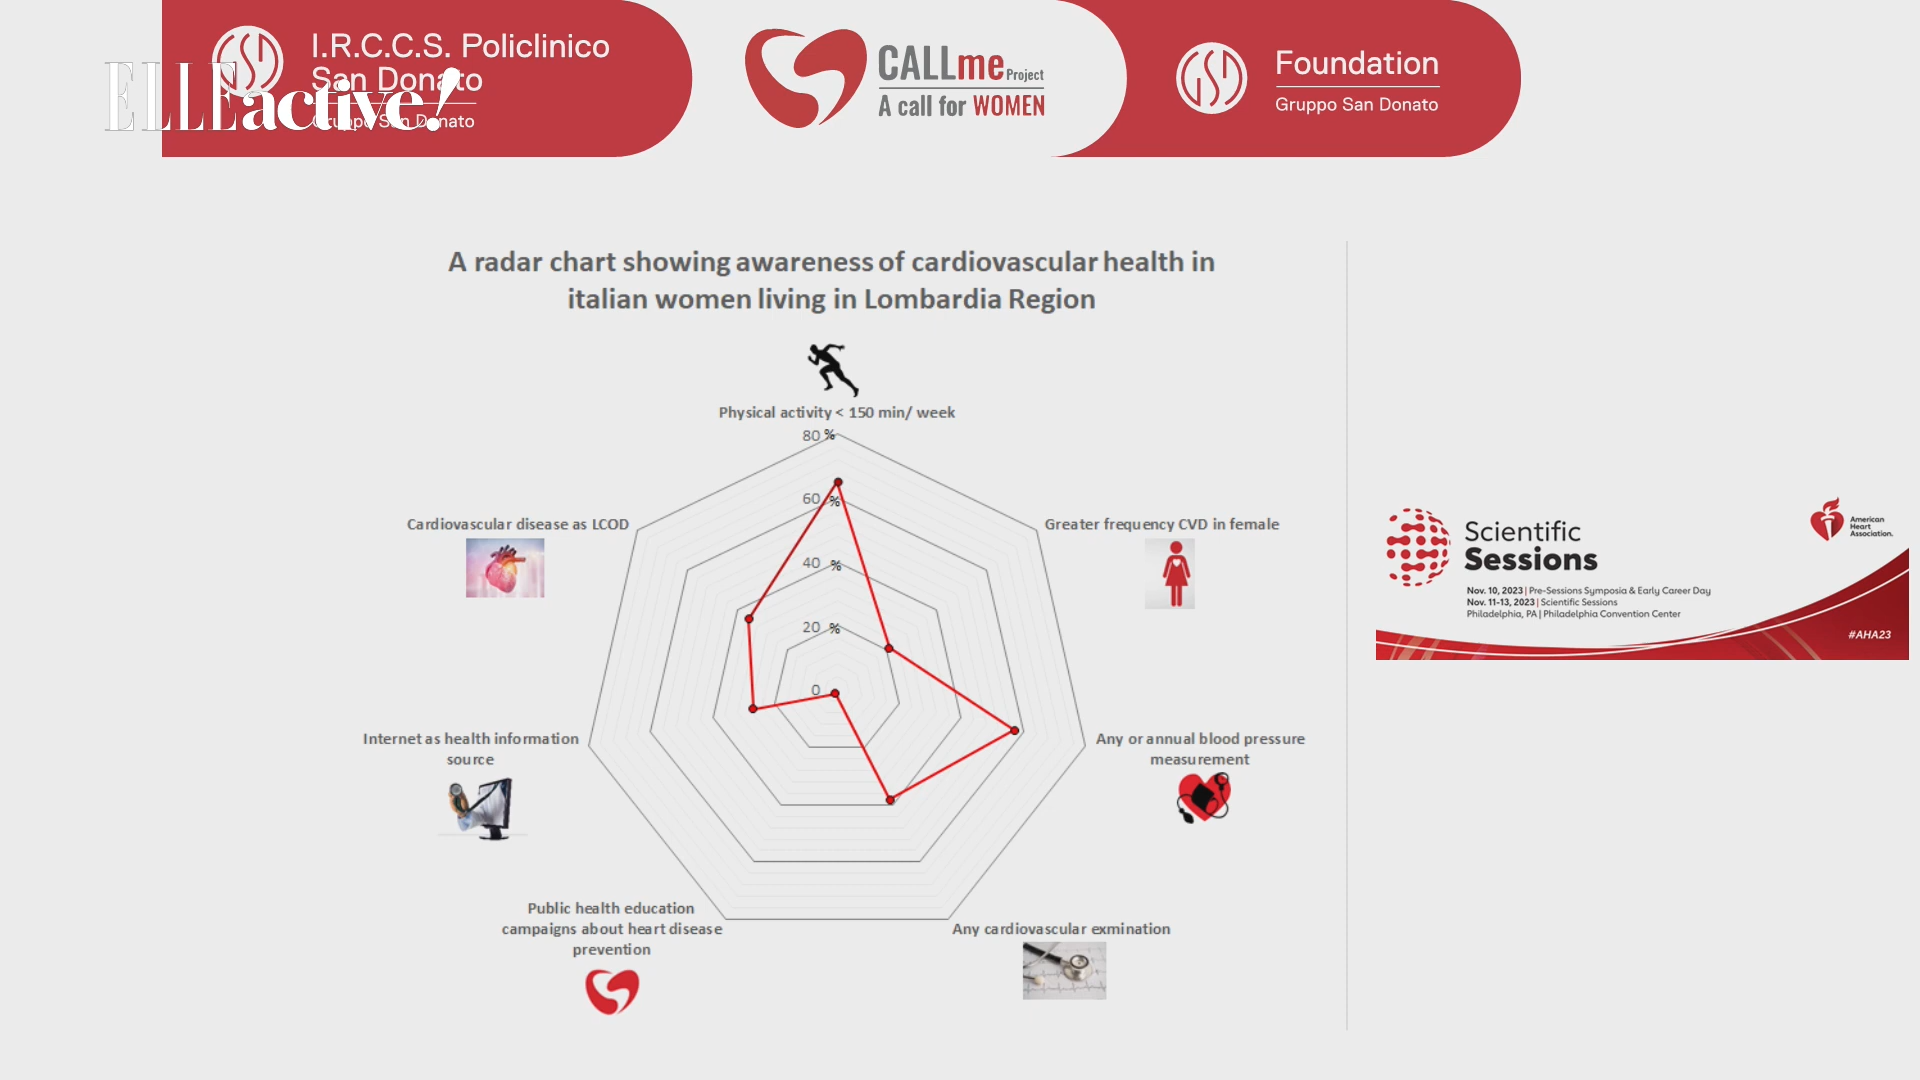 I.R.C.C.S. Policlinico
San Donato
Gruppo San Donato
ELLE active!
CALLme Project
A call for WOMEN
Foundation
Gruppo San Donato
A radar chart showing awareness of cardiovascular health in
italian women living in Lombardia Region
Physical activity < 150 min/ week
80 %
60 %
40 %
20 %
0
Cardiovascular disease as LCOD
Greater frequency CVD in female
Internet as health information
source
Any or annual blood pressure
measurement
Public health education
campaigns about heart disease
prevention
Any cardiovascular exmination
Scientific
Sessions
American
Heart
Association.
Nov. 10, 2023 | Pre-Sessions Symposia & Early Career Day
Nov. 11-13, 2023 | Scientific Sessions
Philadelphia, PA | Philadelphia Convention Center
#AHA23